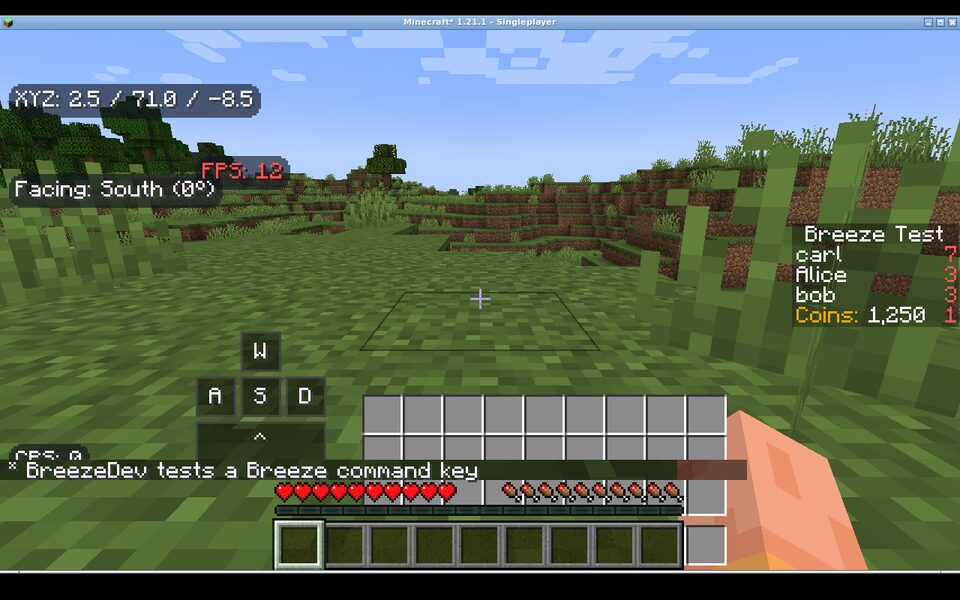 Minecraft* 1.21.1 - Singleplayer
XYZ: 2.5 / 71.0 / -8.5
FPS: 12
Facing: South (0º)
Breeze Test
carl 7
Alice 3
bob 3
Coins: 1,250 1
W
A S D
^
CPS: 0
* BreezeDev tests a Breeze command key